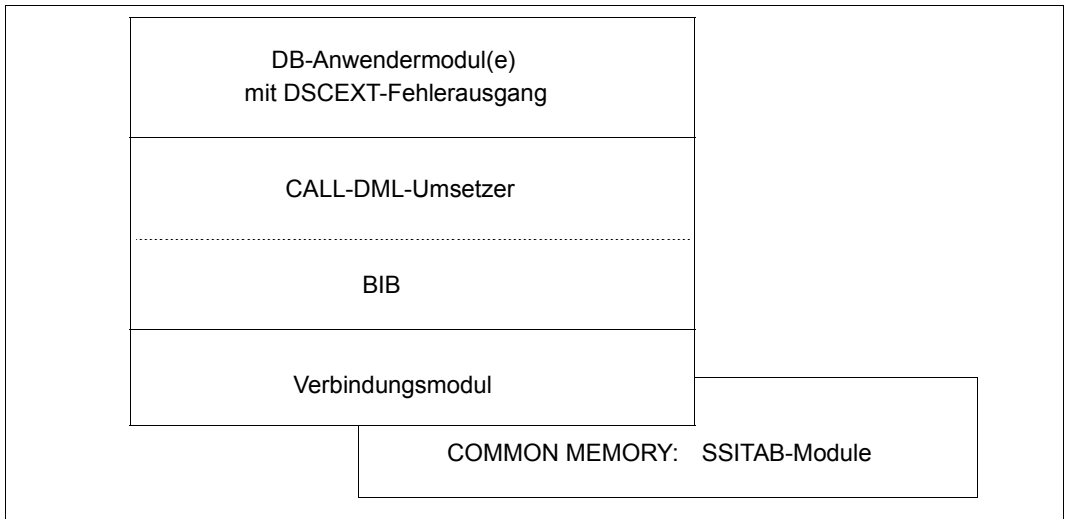 DB-Anwendermodul(e)
mit DSCEXT-Fehlerausgang
CALL-DML-Umsetzer
BIB
Verbindungsmodul
COMMON MEMORY: SSITAB-Module